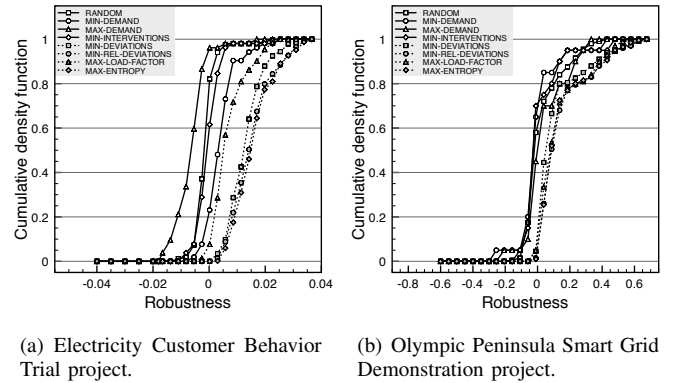 RANDOM
MIN-DEMAND
MAX-DEMAND
MIN-INTERVENTIONS
MIN-DEVIATIONS
MIN-REL-DEVIATIONS
MAX-LOAD-FACTOR
MAX-ENTROPY
Cumulative density function
1
0.8
0.6
0.4
0.2
0
-0.04 -0.02 0 0.02 0.04
Robustness
(a) Electricity Customer Behavior
Trial project.
RANDOM
MIN-DEMAND
MAX-DEMAND
MIN-INTERVENTIONS
MIN-DEVIATIONS
MIN-REL-DEVIATIONS
MAX-LOAD-FACTOR
MAX-ENTROPY
Cumulative density function
1
0.8
0.6
0.4
0.2
0
-0.8 -0.6 -0.4 -0.2 0 0.2 0.4 0.6
Robustness
(b) Olympic Peninsula Smart Grid
Demonstration project.